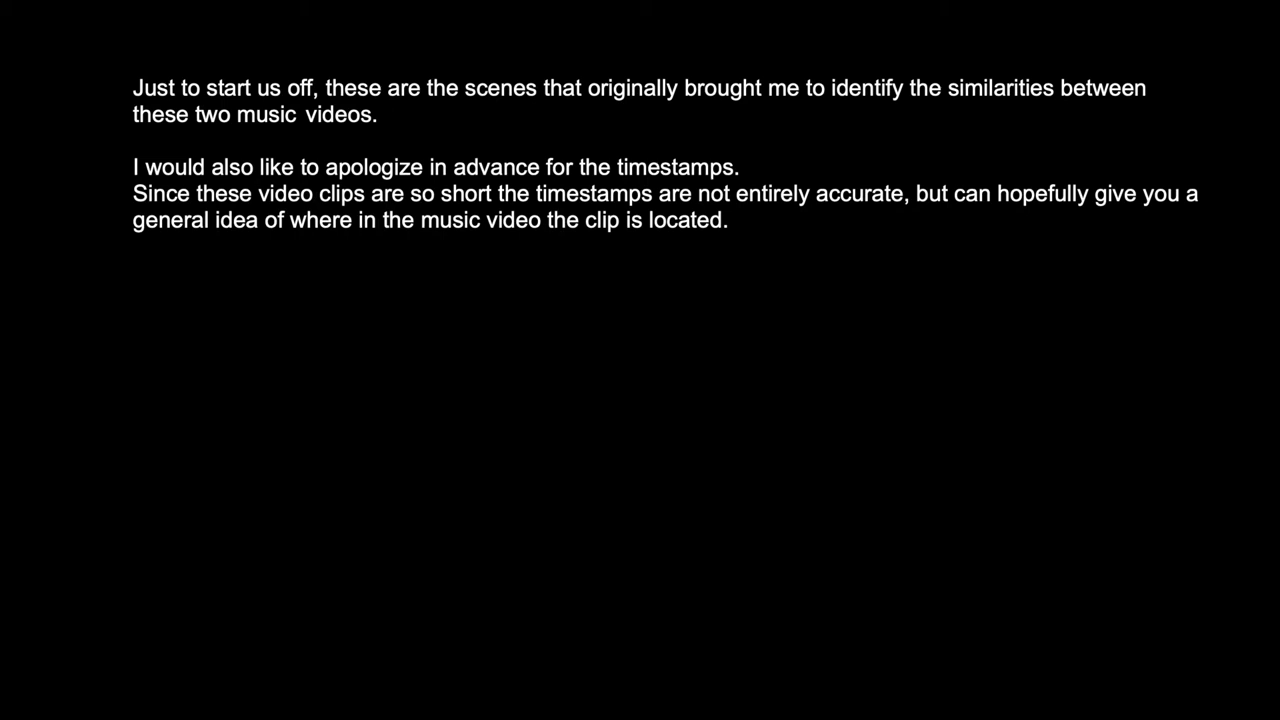 Just to start us off, these are the scenes that originally brought me to identify the similarities between
these two music videos.
I would also like to apologize in advance for the timestamps.
Since these video clips are so short the timestamps are not entirely accurate, but can hopefully give you a
general idea of where in the music video the clip is located.